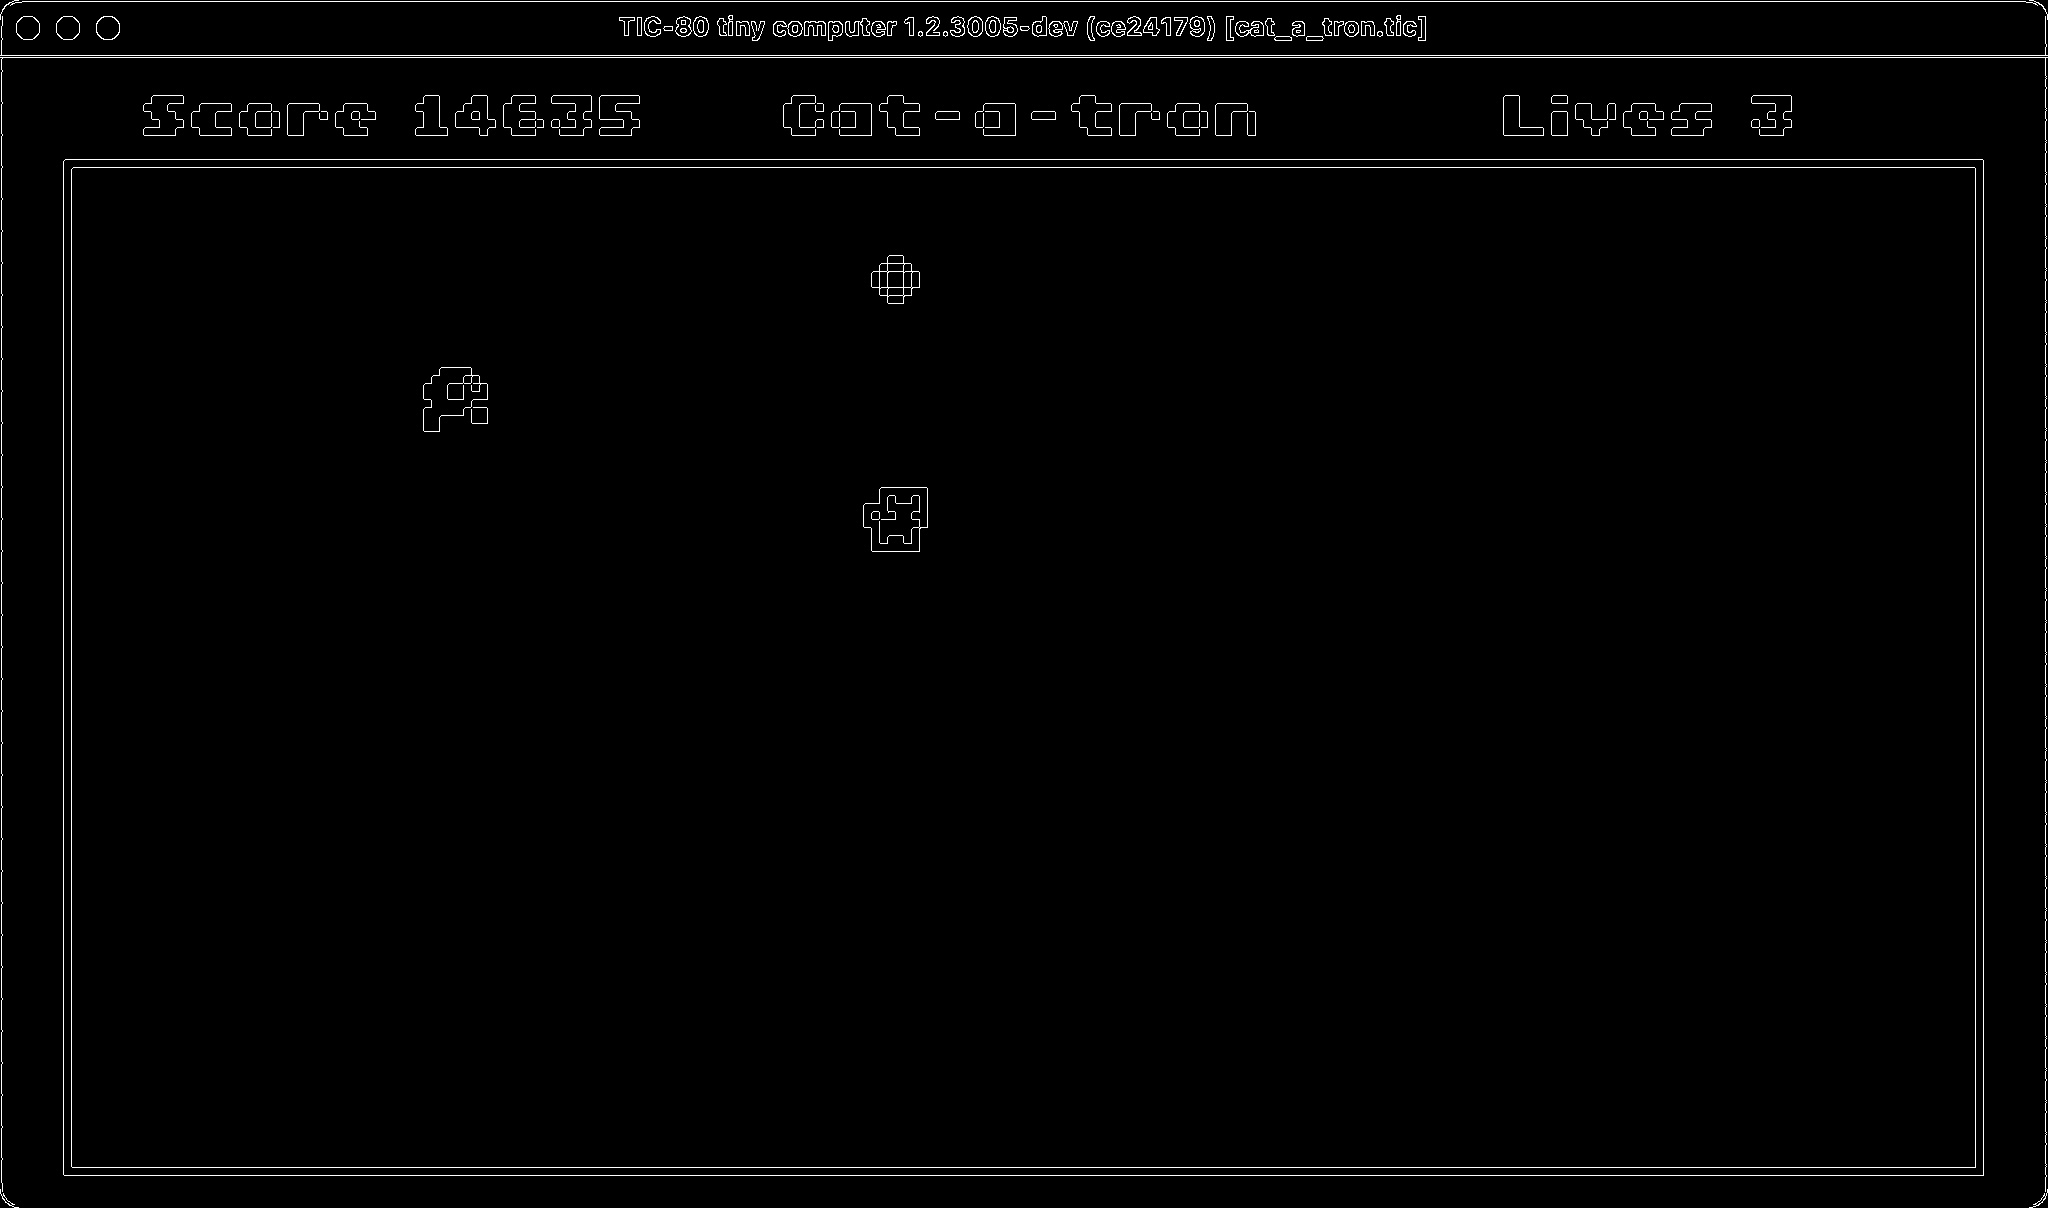 TIC-80 tiny computer 1.2.3005-dev (ce24179) [cat_a_tron.tic]
Score 14635 Cat-a-tron Lives 3